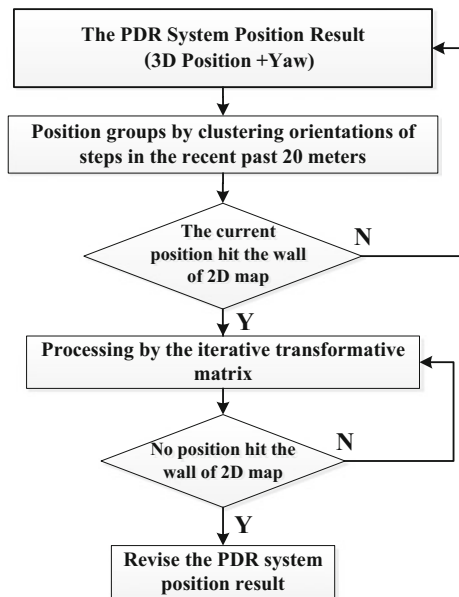 The PDR System Position Result
(3D Position +Yaw)
Position groups by clustering orientations of
steps in the recent past 20 meters
The current
position hit the wall
of 2D map
N
Y
Processing by the iterative transformative
matrix
No position hit the
wall of 2D map
N
Y
Revise the PDR system
position result